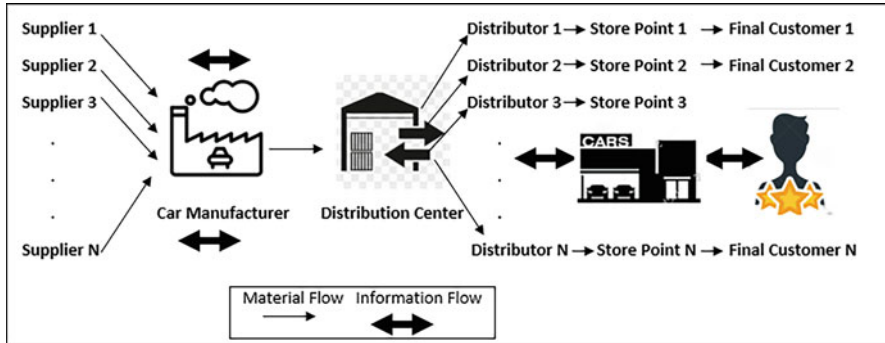 Supplier 1
Supplier 2
Supplier 3
.
.
.
Supplier N
Car Manufacturer
Distribution Center
Distributor 1 Store Point 1 Final Customer 1
Distributor 2 Store Point 2 Final Customer 2
Distributor 3 Store Point 3
.
.
.
CARS
Distributor N Store Point N Final Customer N
Material Flow Information Flow